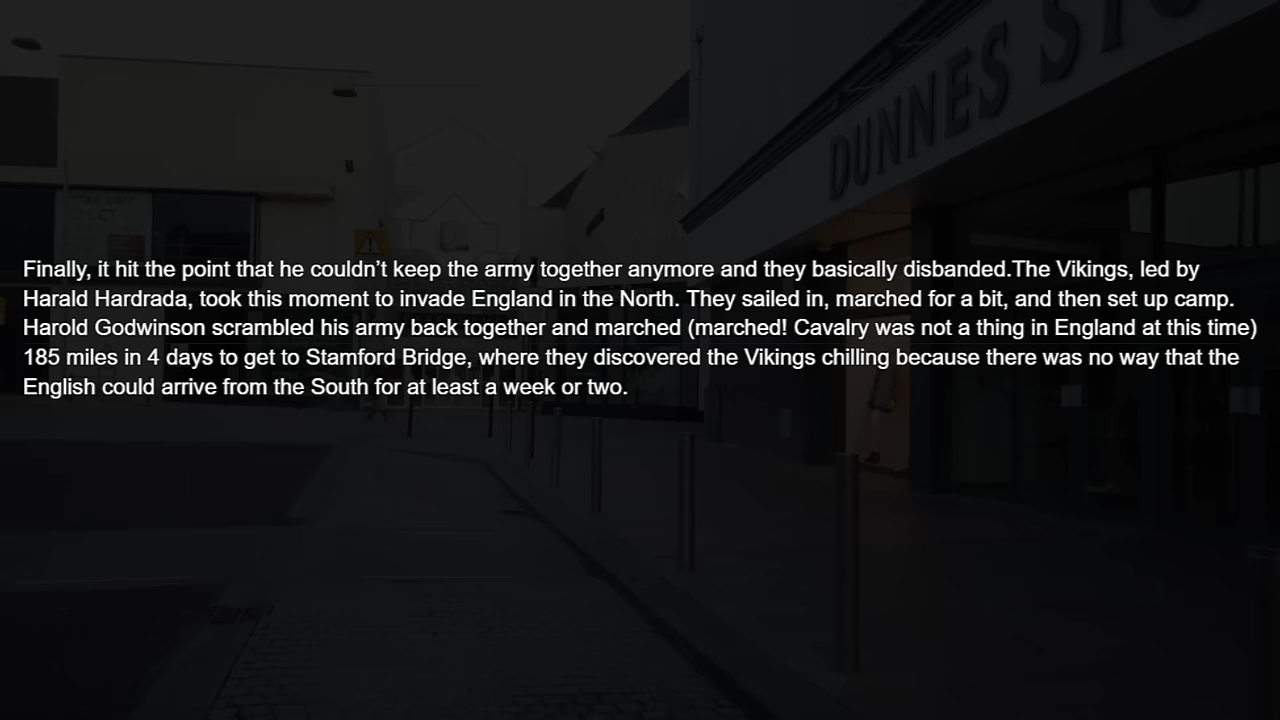 DUNNES STO
Finally, it hit the point that he couldn’t keep the army together anymore and they basically disbanded.The Vikings, led by
Harald Hardrada, took this moment to invade England in the North. They sailed in, marched for a bit, and then set up camp.
Harold Godwinson scrambled his army back together and marched (marched! Cavalry was not a thing in England at this time)
185 miles in 4 days to get to Stamford Bridge, where they discovered the Vikings chilling because there was no way that the
English could arrive from the South for at least a week or two.